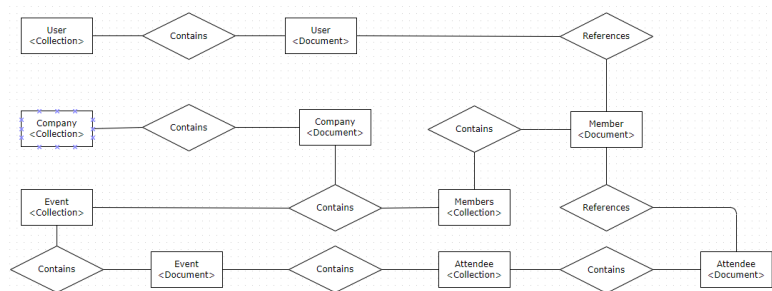 User
<Collection>
Contains
User
<Document>
References
Company
<Collection>
Contains
Company
<Document>
Contains
Member
<Document>
Event
<Collection>
Contains
Members
<Collection>
References
Contains
Event
<Document>
Contains
Attendee
<Collection>
Contains
Attendee
<Document>